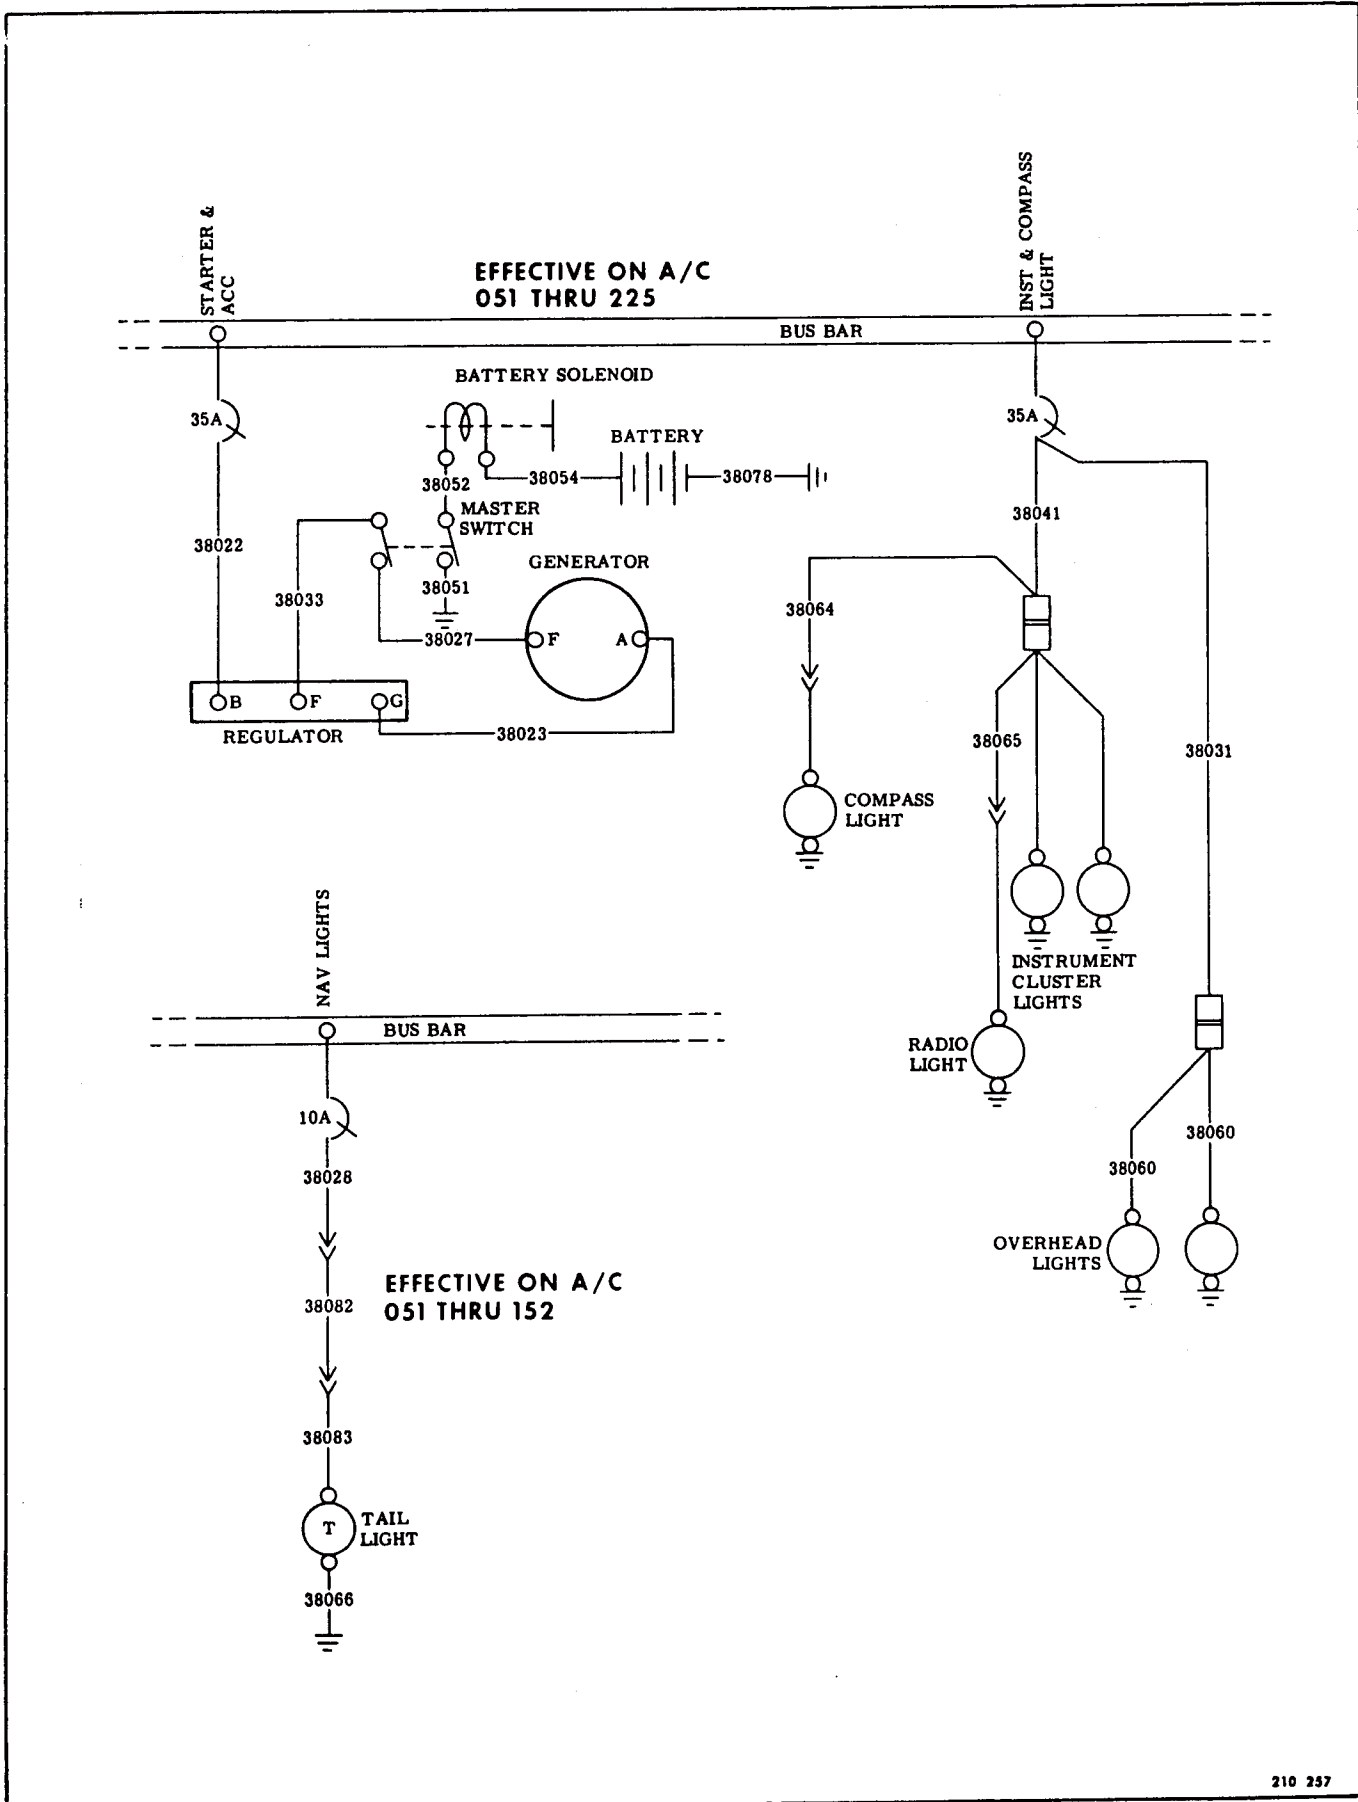 STARTER &
ACC
EFFECTIVE ON A/C
051 THRU 225
INST & COMPASS
LIGHT
BUS BAR
BATTERY SOLENOID
35A
35A
BATTERY
38052
38054
38078
MASTER
SWITCH
38041
38022
GENERATOR
38051
38033
38064
38027
F
A
B
F
G
REGULATOR
38023
38065
38031
COMPASS
LIGHT
NAV LIGHTS
INSTRUMENT
CLUSTER
LIGHTS
BUS BAR
RADIO
LIGHT
10A
38060
38060
38028
OVERHEAD
LIGHTS
EFFECTIVE ON A/C
051 THRU 152
38082
38083
T
TAIL
LIGHT
38066
210 257